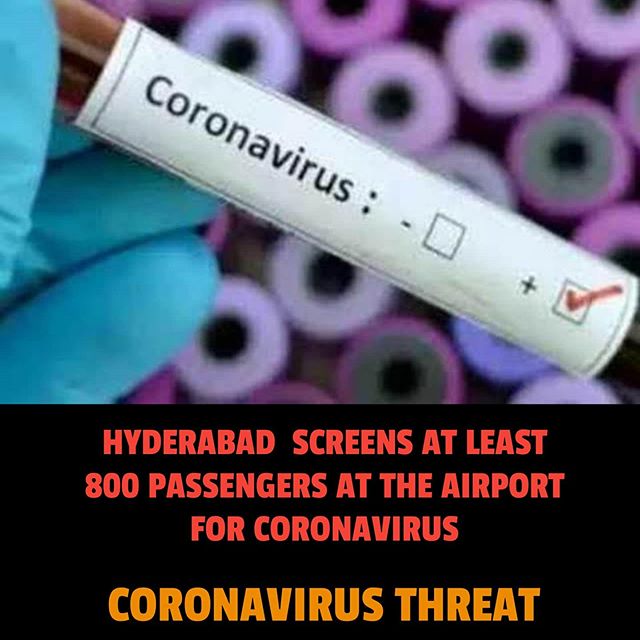 Coronavirus : - +
HYDERABAD SCREENS AT LEAST
800 PASSENGERS AT THE AIRPORT
FOR CORONAVIRUS
CORONAVIRUS THREAT